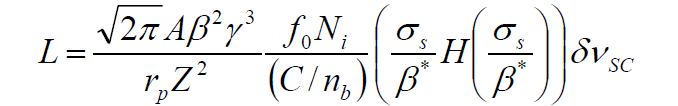 L = \frac{\sqrt{2\pi} A \beta^2 \gamma^3}{r_p Z^2} \frac{f_0 N_i}{(C / n_b)} \left( \frac{\sigma_s}{\beta^*} H \left( \frac{\sigma_s}{\beta^*} \right) \right) \delta\nu_{SC}